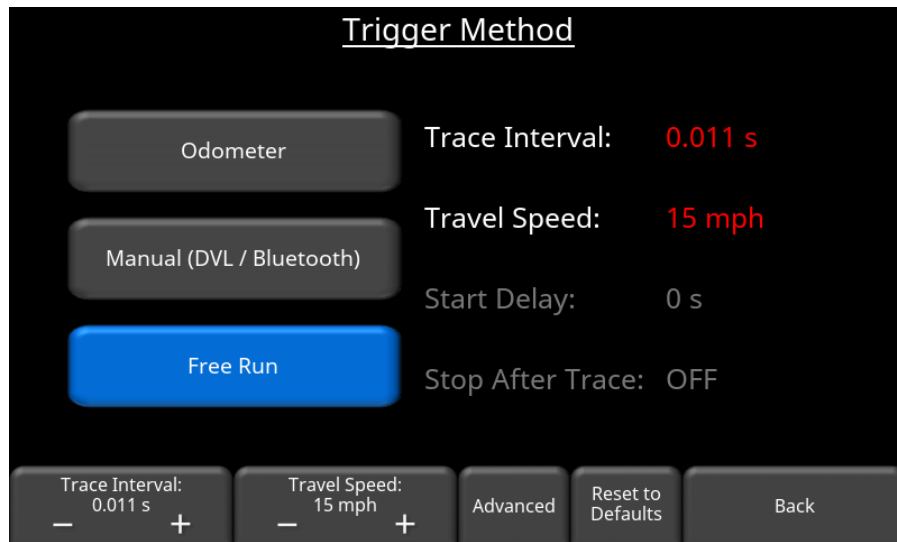 Trigger Method
Odometer
Trace Interval: 0.011 s
Manual (DVL / Bluetooth)
Travel Speed: 15 mph
Start Delay: 0 s
Free Run
Stop After Trace: OFF
Trace Interval:
0.011 s
− +
Travel Speed:
15 mph
− +
Advanced
Reset to
Defaults
Back